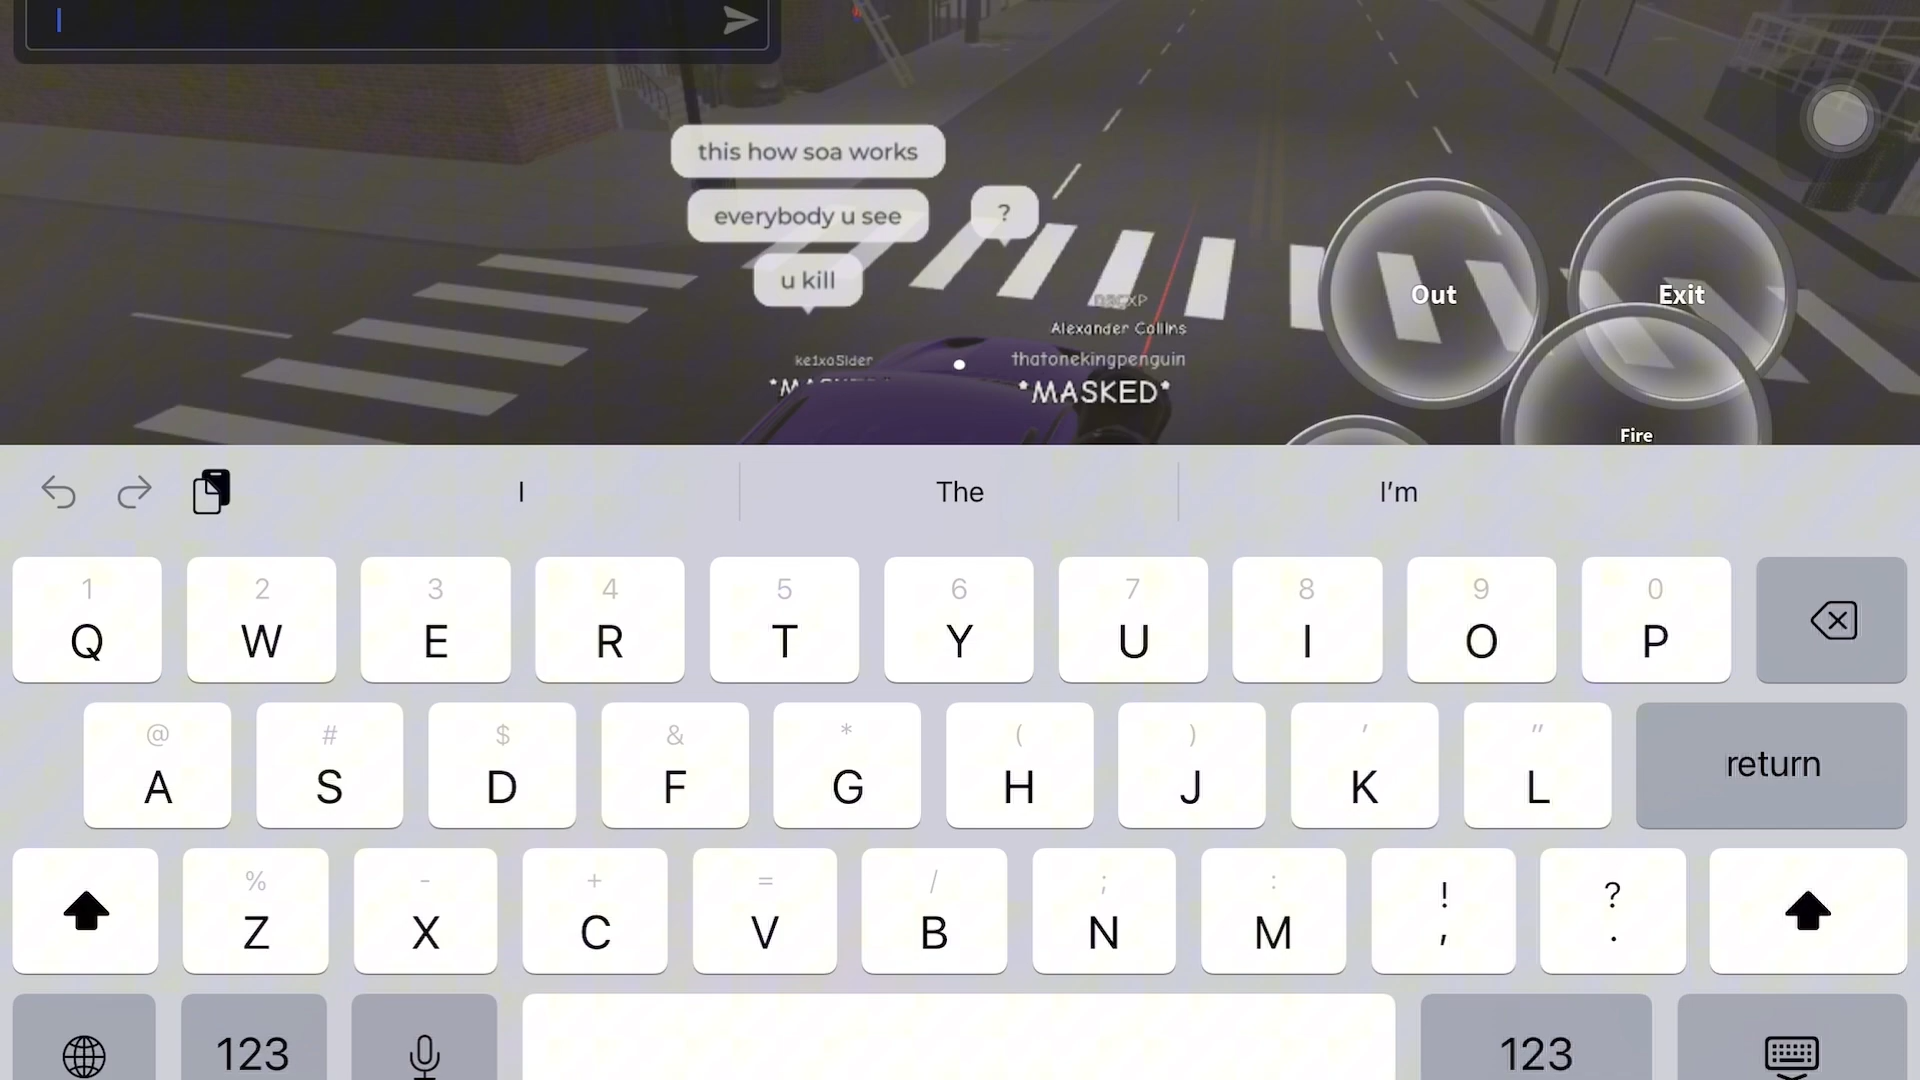 this how soa works
everybody u see
?
u kill
Alexander Collins
ke1xoSlder
thatonekingpenguin
*MASKED*
Out
Exit
Fire
I
The
I'm
1 2 3 4 5 6 7 8 9 0
Q W E R T Y U I O P
@ # $ & * ( ) ' "
A S D F G H J K L return
% - + = / ; : ! ?
Z X C V B N M , .
123
123